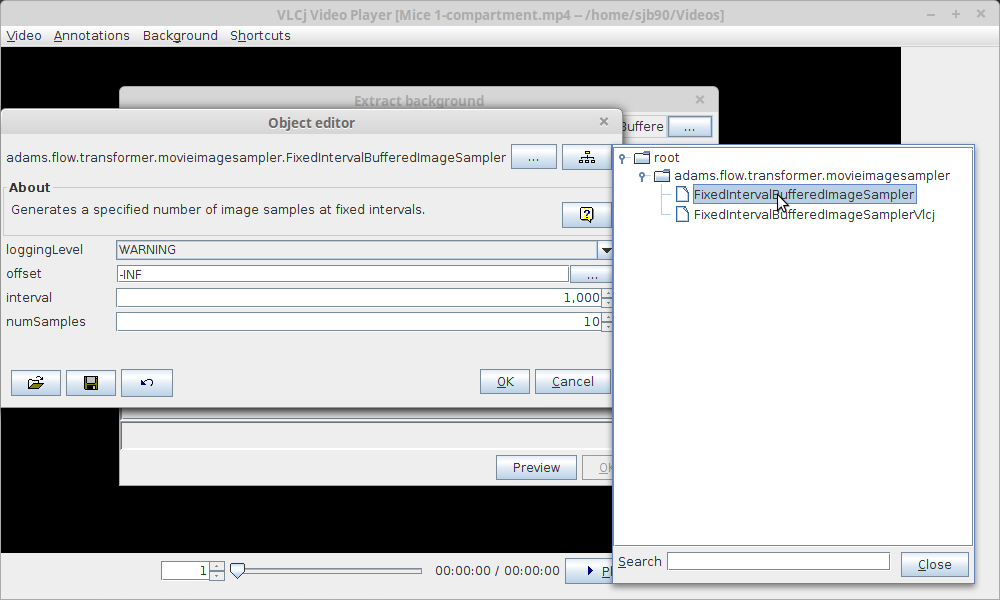 VLCj Video Player [Mice 1-compartment.mp4 – /home/sjb90/Videos]
Video Annotations Background Shortcuts
Extract background
Buffere ...
Object editor
adams.flow.transformer.movieimagesampler.FixedIntervalBufferedImageSampler ...
About
Generates a specified number of image samples at fixed intervals.
loggingLevel WARNING
offset -INF ...
interval 1,000
numSamples 10
OK Cancel
Preview OK
1 00:00:00 / 00:00:00
root
adams.flow.transformer.movieimagesampler
FixedIntervalBufferedImageSampler
FixedIntervalBufferedImageSamplerVlcj
Search Close